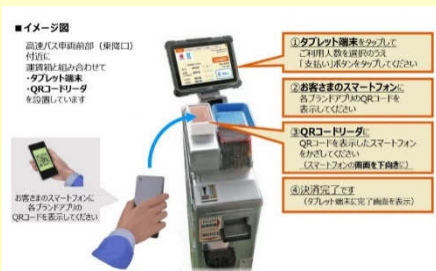 ■イメージ図
高速バス車両前部（乗降口）
付近に
運賃箱と組み合わせて
・タブレット端末
・QRコードリーダ
を設置しています
①タブレット端末をタップして
ご利用人数を選択のうえ
「支払い」ボタンをタップしてください
②お客さまのスマートフォンに
各ブランドアプリのQRコードを
表示してください
③QRコードリーダに
QRコードを表示したスマートフォン
をかざしてください
（スマートフォンの画面を下向きに）
④決済完了です
（タブレット端末に完了画面を表示）
お客さまのスマートフォンに
各ブランドアプリの
QRコードを表示してください